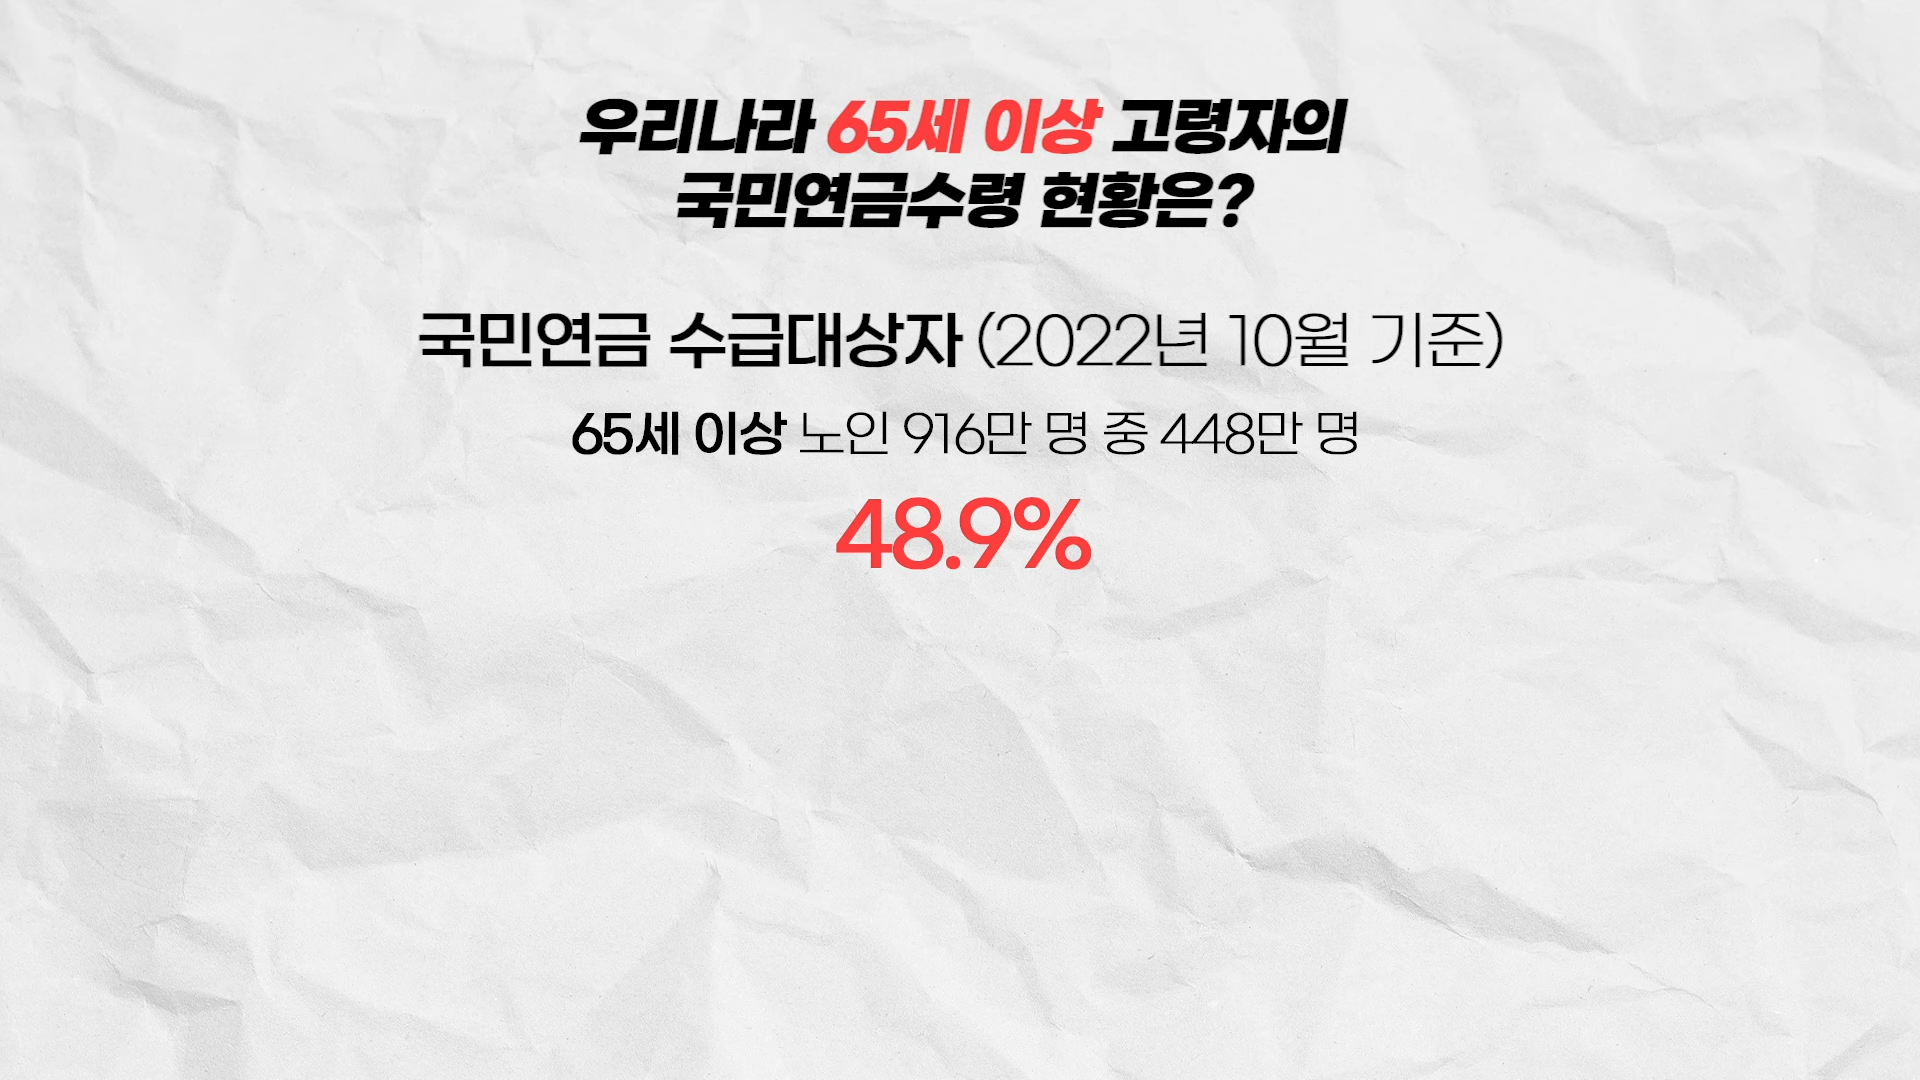 우리나라 65세 이상 고령자의
국민연금수령 현황은?
국민연금 수급대상자 (2022년 10월 기준)
65세 이상 노인 916만 명 중 448만 명
48.9%